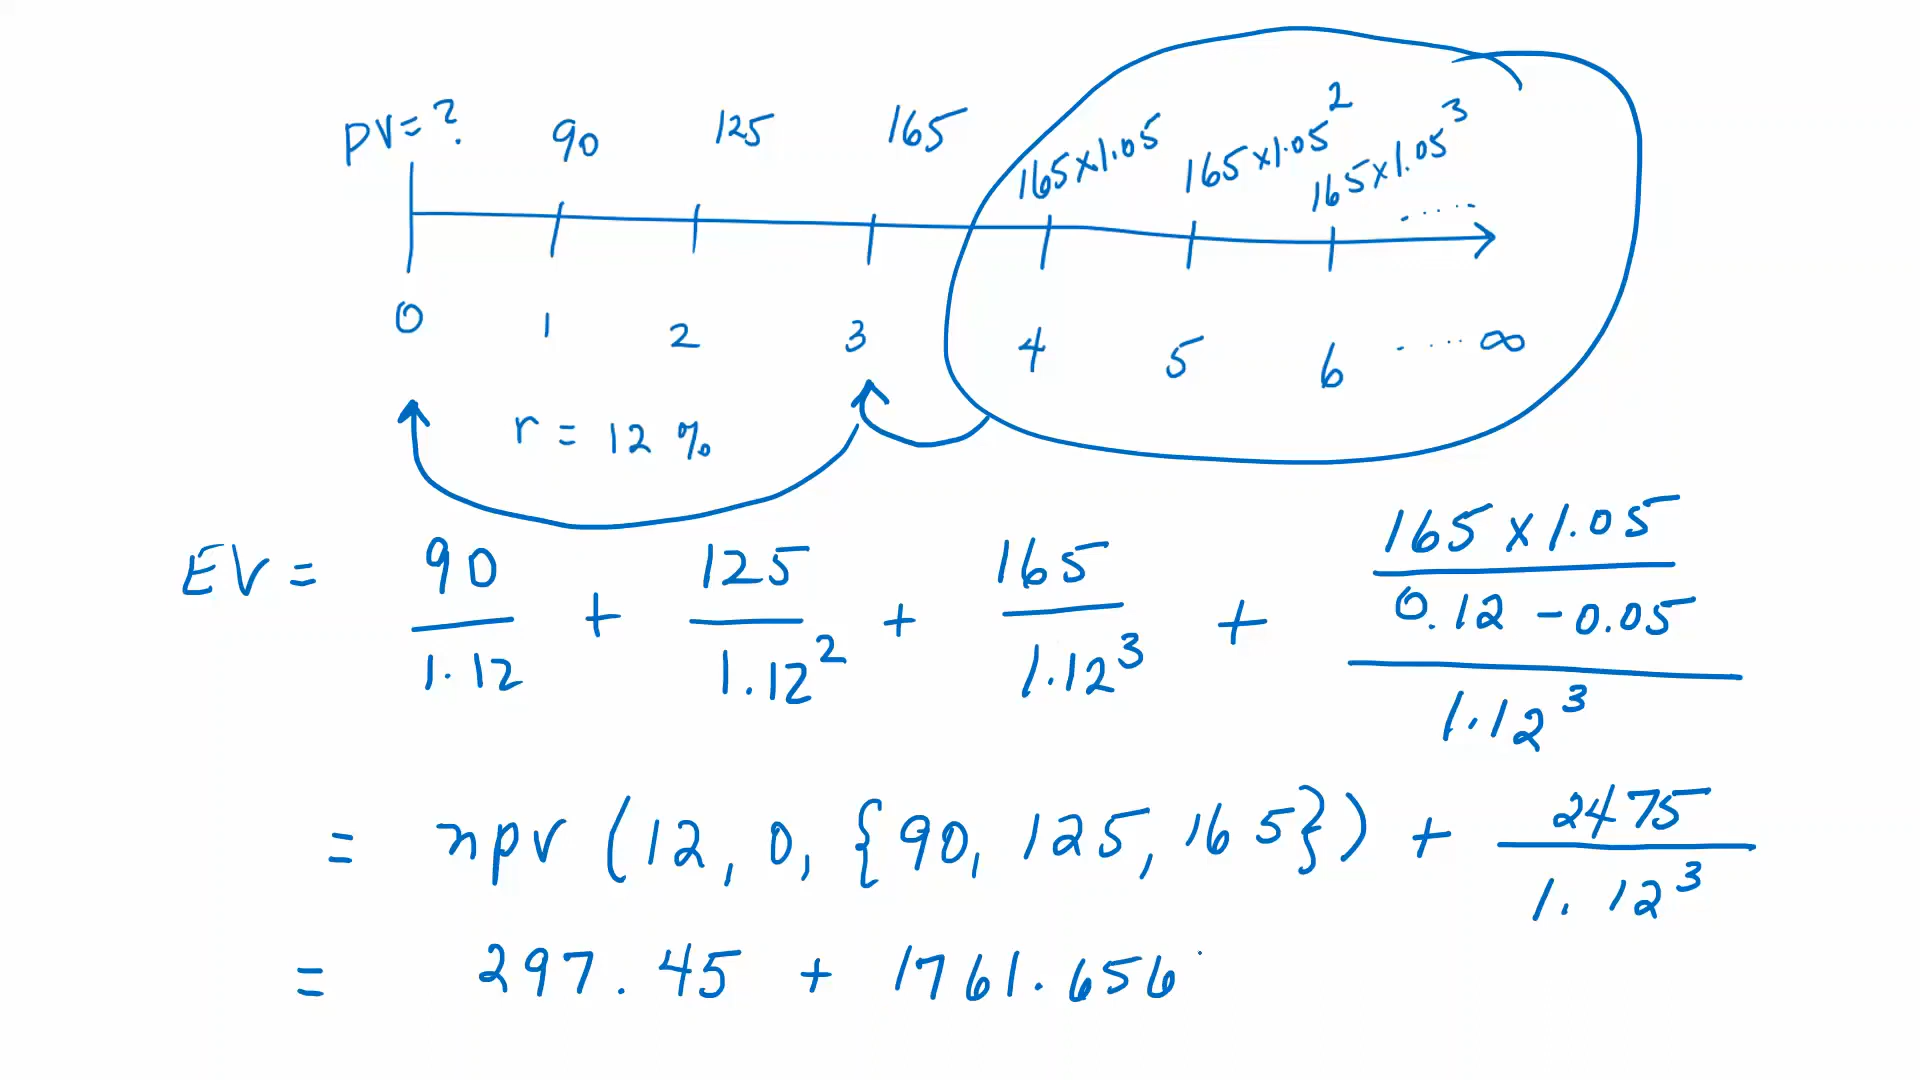 PV=? 90 125 165 165×1.05 165×1.05² 165×1.05³ .....
0 1 2 3 4 5 6 ..... ∞
r = 12 %
EV = 90/1.12 + 125/1.12² + 165/1.12³ + (165×1.05/(0.12-0.05))/1.12³
= npv (12, 0, {90, 125, 165}) + 2475/1.12³
= 297.45 + 1761.656